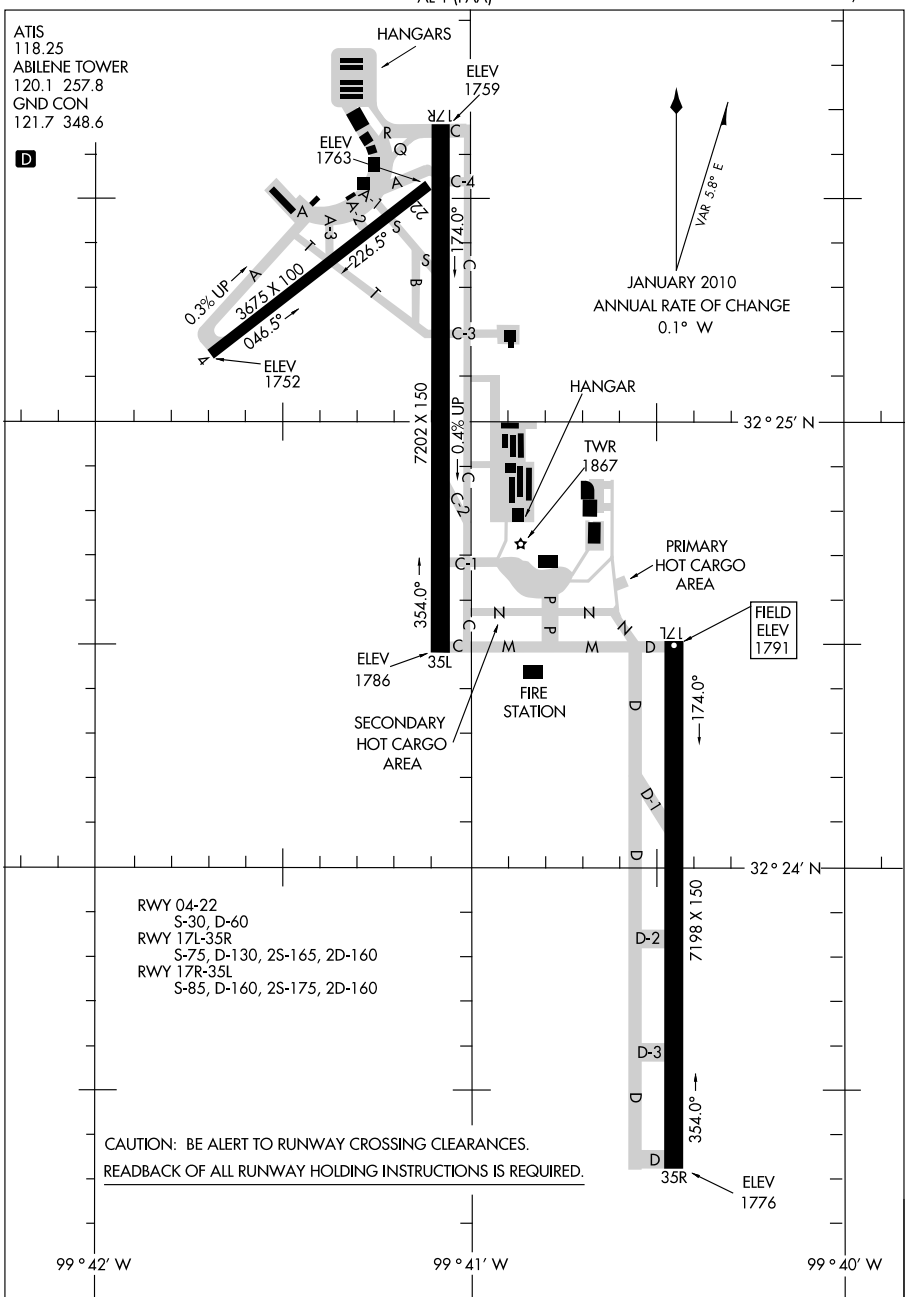 AL-1 (FAA)
ATIS
118.25
ABILENE TOWER
120.1 257.8
GND CON
121.7 348.6
D
HANGARS
ELEV
1759
17R
C
R
Q
ELEV
1763
C-4
A
A-1
A-2
A
A-3
22
S
S
174.0°
C
T
T
B
226.5°
A
0.3% UP
3675 X 100
046.5°
4
ELEV
1752
C-3
VAR 5.8° E
JANUARY 2010
ANNUAL RATE OF CHANGE
0.1° W
HANGAR
7202 X 150
0.4% UP
32° 25' N
TWR
1867
C
C-2
C-1
354.0°
PRIMARY
HOT CARGO
AREA
P
P
N
N
N
C
C
M
M
D
17L
FIELD
ELEV
1791
ELEV
1786
35L
FIRE
STATION
SECONDARY
HOT CARGO
AREA
D
174.0°
D-1
D
32° 24' N
RWY 04-22
S-30, D-60
RWY 17L-35R
S-75, D-130, 2S-165, 2D-160
RWY 17R-35L
S-85, D-160, 2S-175, 2D-160
D-2
7198 X 150
D-3
D
354.0°
CAUTION: BE ALERT TO RUNWAY CROSSING CLEARANCES.
READBACK OF ALL RUNWAY HOLDING INSTRUCTIONS IS REQUIRED.
D
35R
ELEV
1776
99° 42' W
99° 41' W
99° 40' W